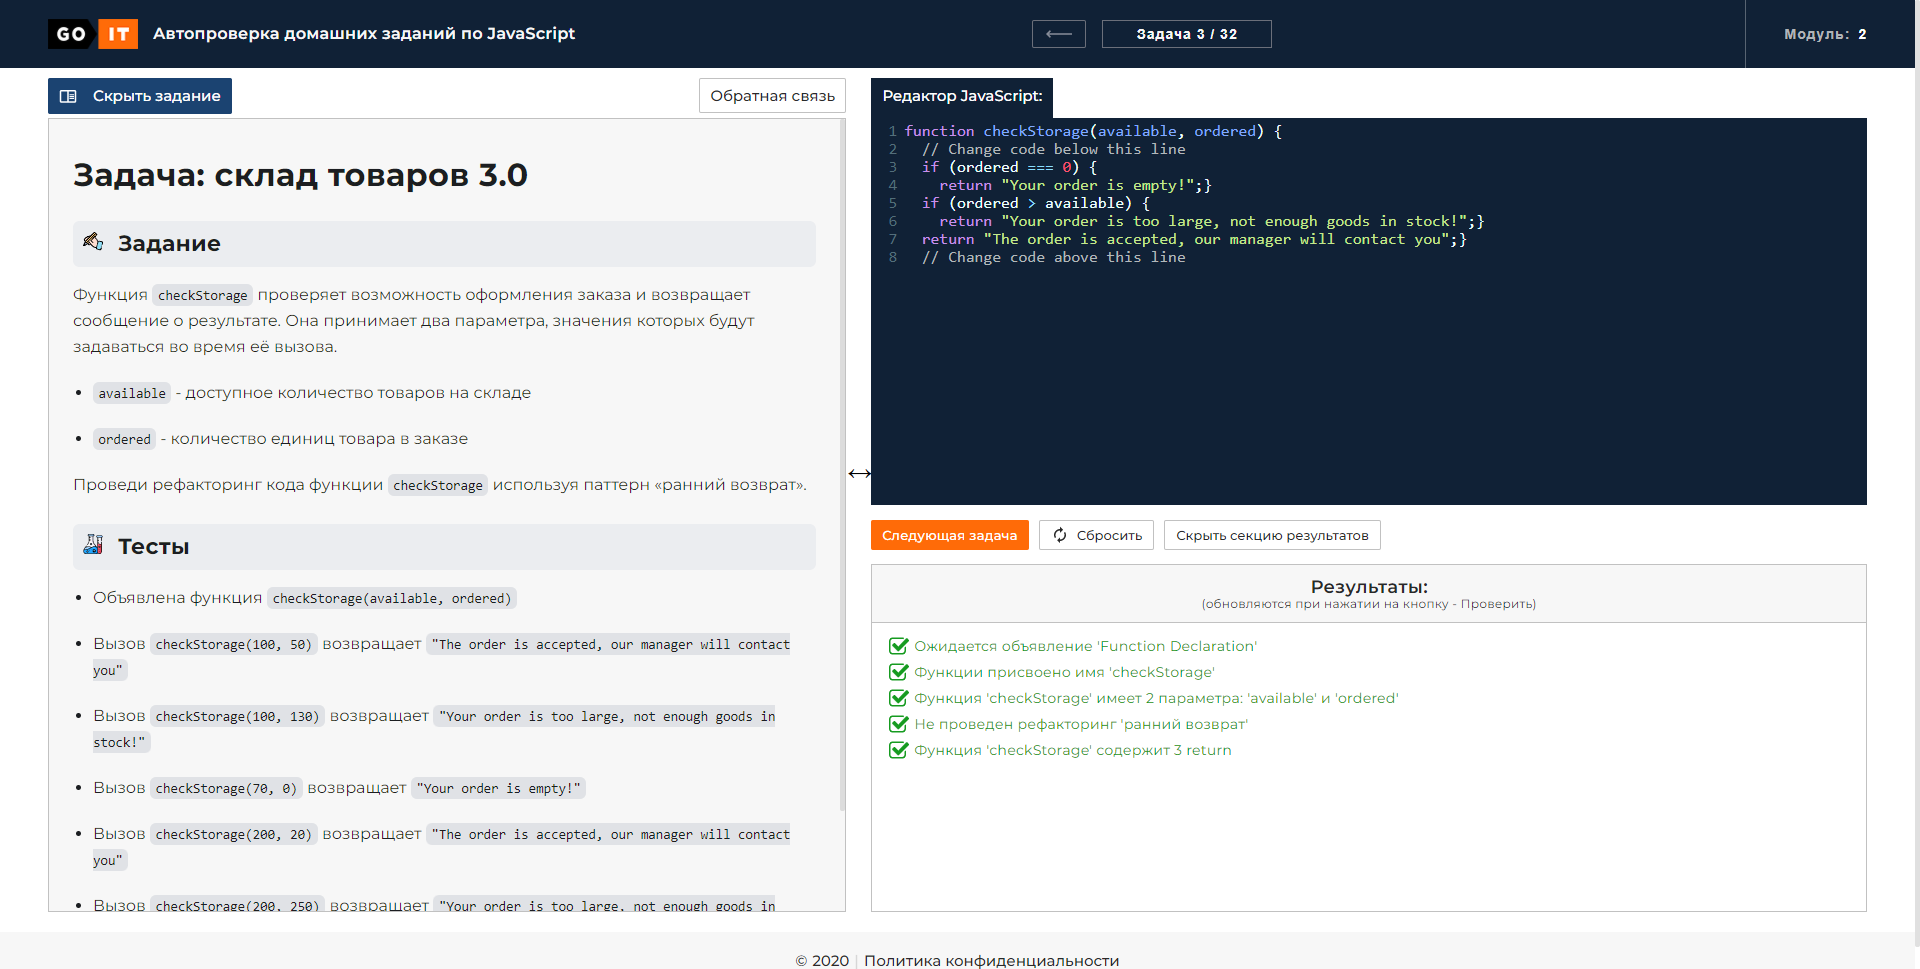 GO IT
Автопроверка домашних заданий по JavaScript
Задача 3 / 32
Модуль: 2
Скрыть задание
Обратная связь
Задача: склад товаров 3.0
Задание
Функция checkStorage проверяет возможность оформления заказа и возвращает
сообщение о результате. Она принимает два параметра, значения которых будут
задаваться во время её вызова.
• available - доступное количество товаров на складе
• ordered - количество единиц товара в заказе
Проведи рефакторинг кода функции checkStorage используя паттерн «ранний возврат».
Тесты
• Объявлена функция checkStorage(available, ordered)
• Вызов checkStorage(100, 50) возвращает "The order is accepted, our manager will contact
you"
• Вызов checkStorage(100, 130) возвращает "Your order is too large, not enough goods in
stock!"
• Вызов checkStorage(70, 0) возвращает "Your order is empty!"
• Вызов checkStorage(200, 20) возвращает "The order is accepted, our manager will contact
you"
• Вызов checkStorage(200, 250) возвращает "Your order is too large, not enough goods in
Редактор JavaScript:
1 function checkStorage(available, ordered) {
2 // Change code below this line
3 if (ordered === 0) {
4 return "Your order is empty!";}
5 if (ordered > available) {
6 return "Your order is too large, not enough goods in stock!";}
7 return "The order is accepted, our manager will contact you";}
8 // Change code above this line
Следующая задача
Сбросить
Скрыть секцию результатов
Результаты:
(обновляются при нажатии на кнопку - Проверить)
Ожидается объявление 'Function Declaration'
Функции присвоено имя 'checkStorage'
Функция 'checkStorage' имеет 2 параметра: 'available' и 'ordered'
Не проведен рефакторинг 'ранний возврат'
Функция 'checkStorage' содержит 3 return
© 2020 | Политика конфиденциальности